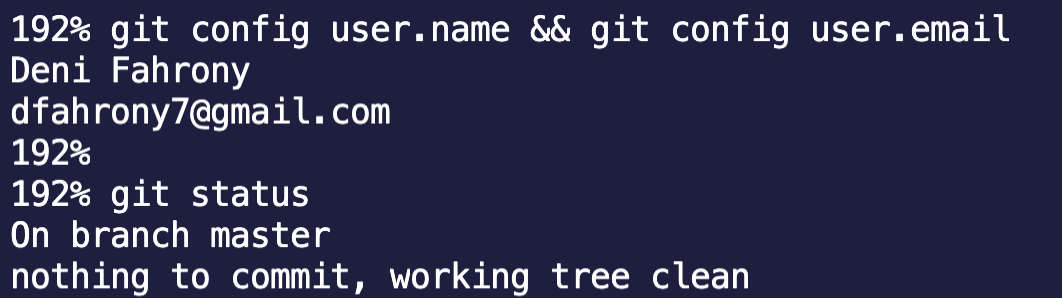 192% git config user.name && git config user.email
Deni Fahrony
dfahrony7@gmail.com
192%
192% git status
On branch master
nothing to commit, working tree clean